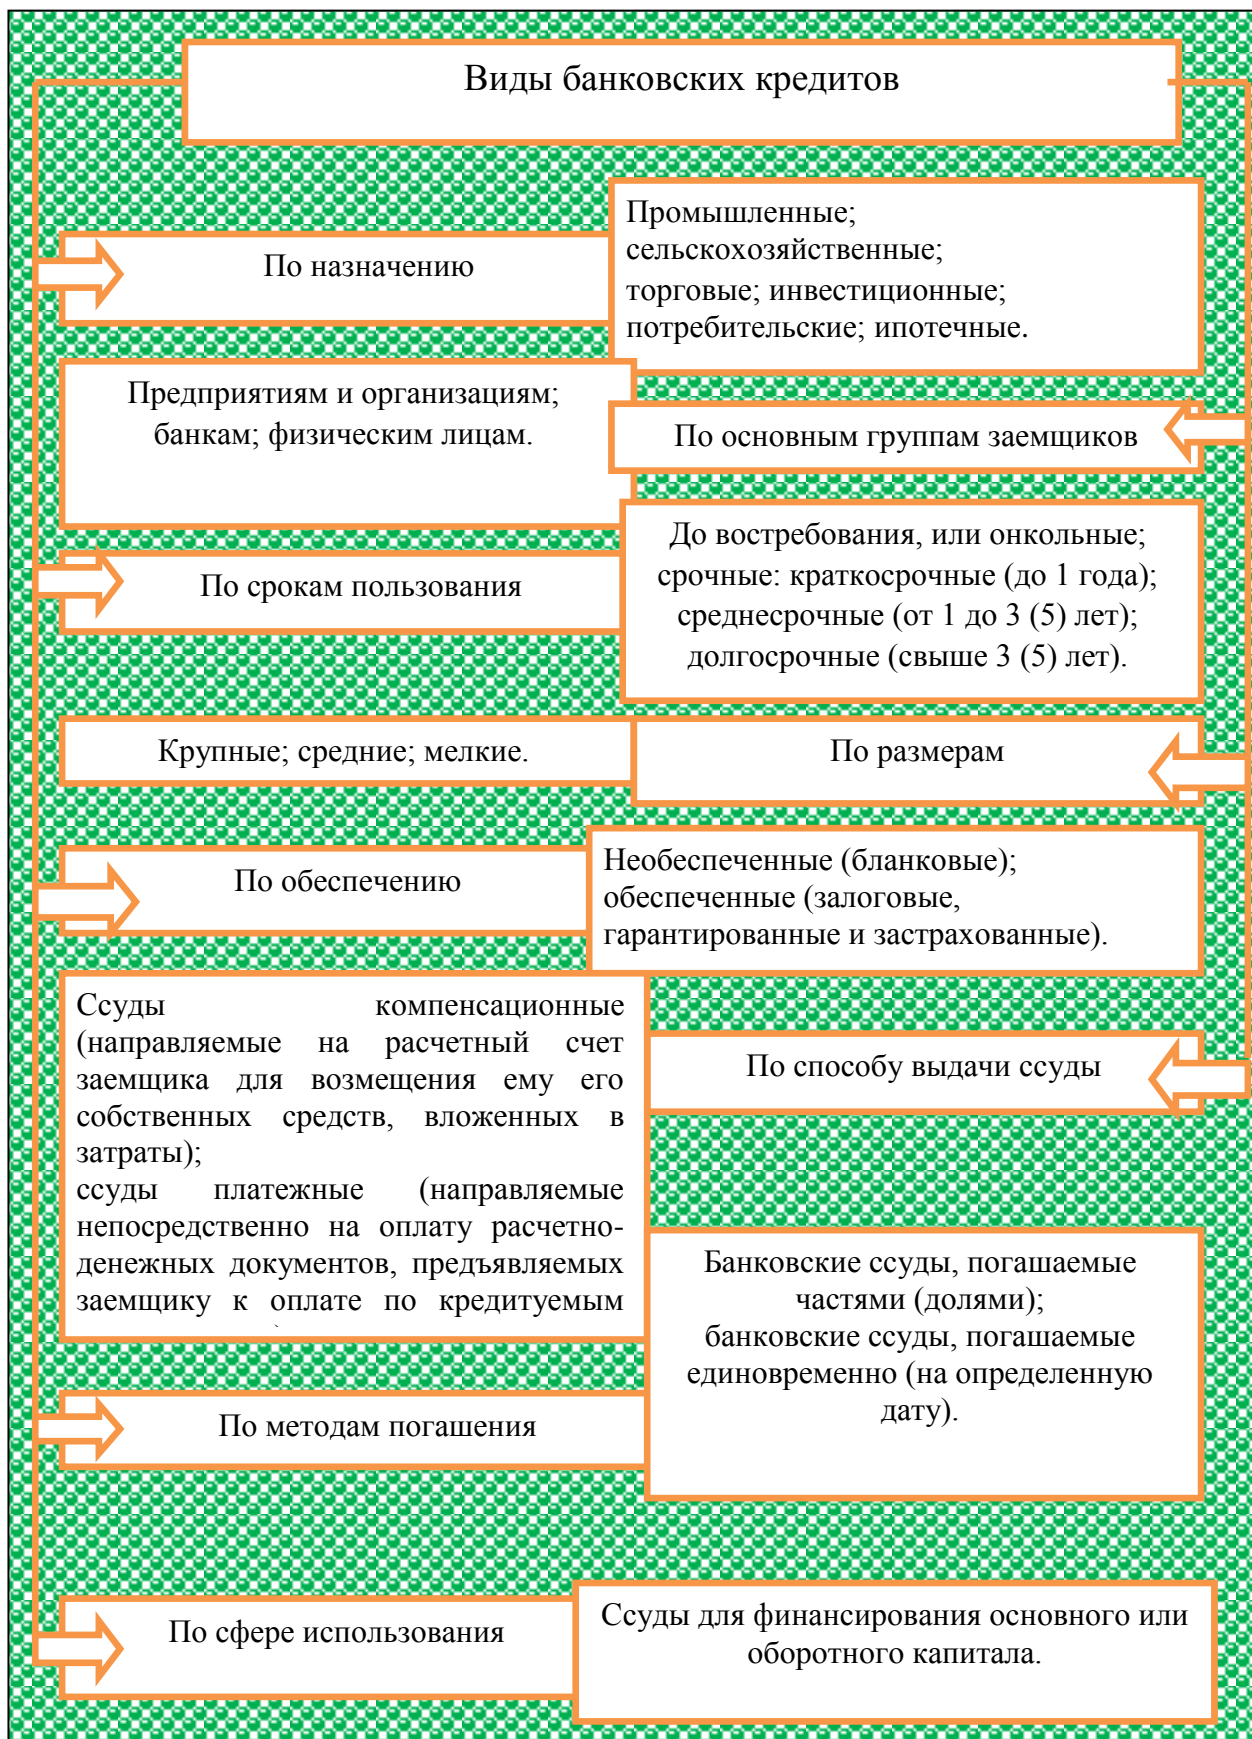 Виды банковских кредитов
По назначению
Промышленные;
сельскохозяйственные;
торговые; инвестиционные;
потребительские; ипотечные.
Предприятиям и организациям;
банкам; физическим лицам.
По основным группам заемщиков
По срокам пользования
До востребования, или онкольные;
срочные: краткосрочные (до 1 года);
среднесрочные (от 1 до 3 (5) лет);
долгосрочные (свыше 3 (5) лет).
Крупные; средние; мелкие.
По размерам
По обеспечению
Необеспеченные (бланковые);
обеспеченные (залоговые,
гарантированные и застрахованные).
Ссуды компенсационные
(направляемые на расчетный счет
заемщика для возмещения ему его
собственных средств, вложенных в
затраты);
ссуды платежные (направляемые
непосредственно на оплату расчетно-
денежных документов, предъявляемых
заемщику к оплате по кредитуемым
По способу выдачи ссуды
По методам погашения
Банковские ссуды, погашаемые
частями (долями);
банковские ссуды, погашаемые
единовременно (на определенную
дату).
По сфере использования
Ссуды для финансирования основного или
оборотного капитала.